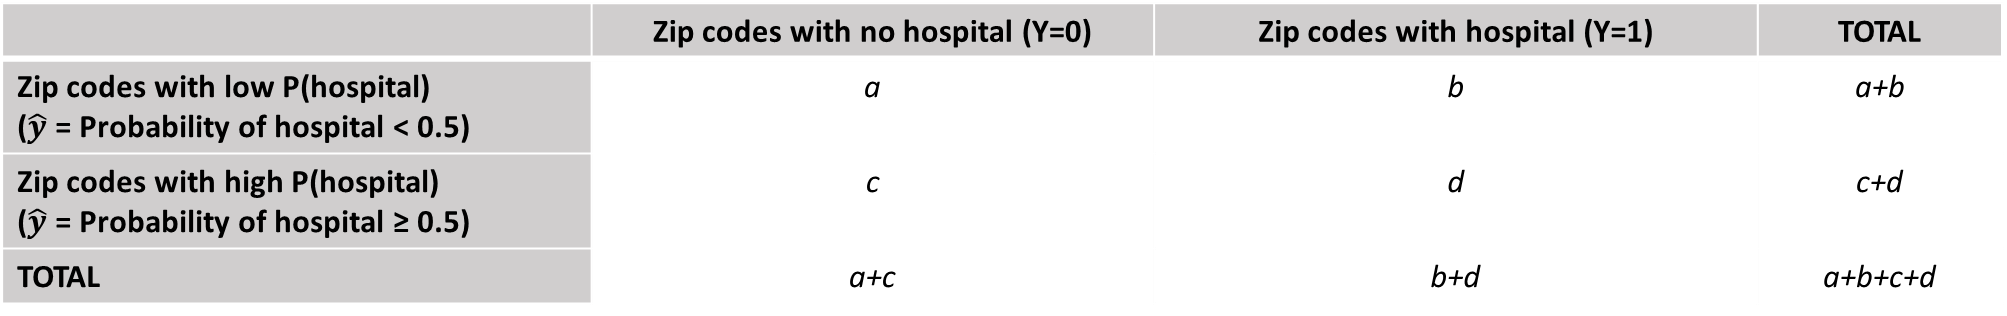 Zip codes with no hospital (Y=0) Zip codes with hospital (Y=1) TOTAL
Zip codes with low P(hospital) a b a+b
(ŷ = Probability of hospital < 0.5)
Zip codes with high P(hospital) c d c+d
(ŷ = Probability of hospital ≥ 0.5)
TOTAL a+c b+d a+b+c+d